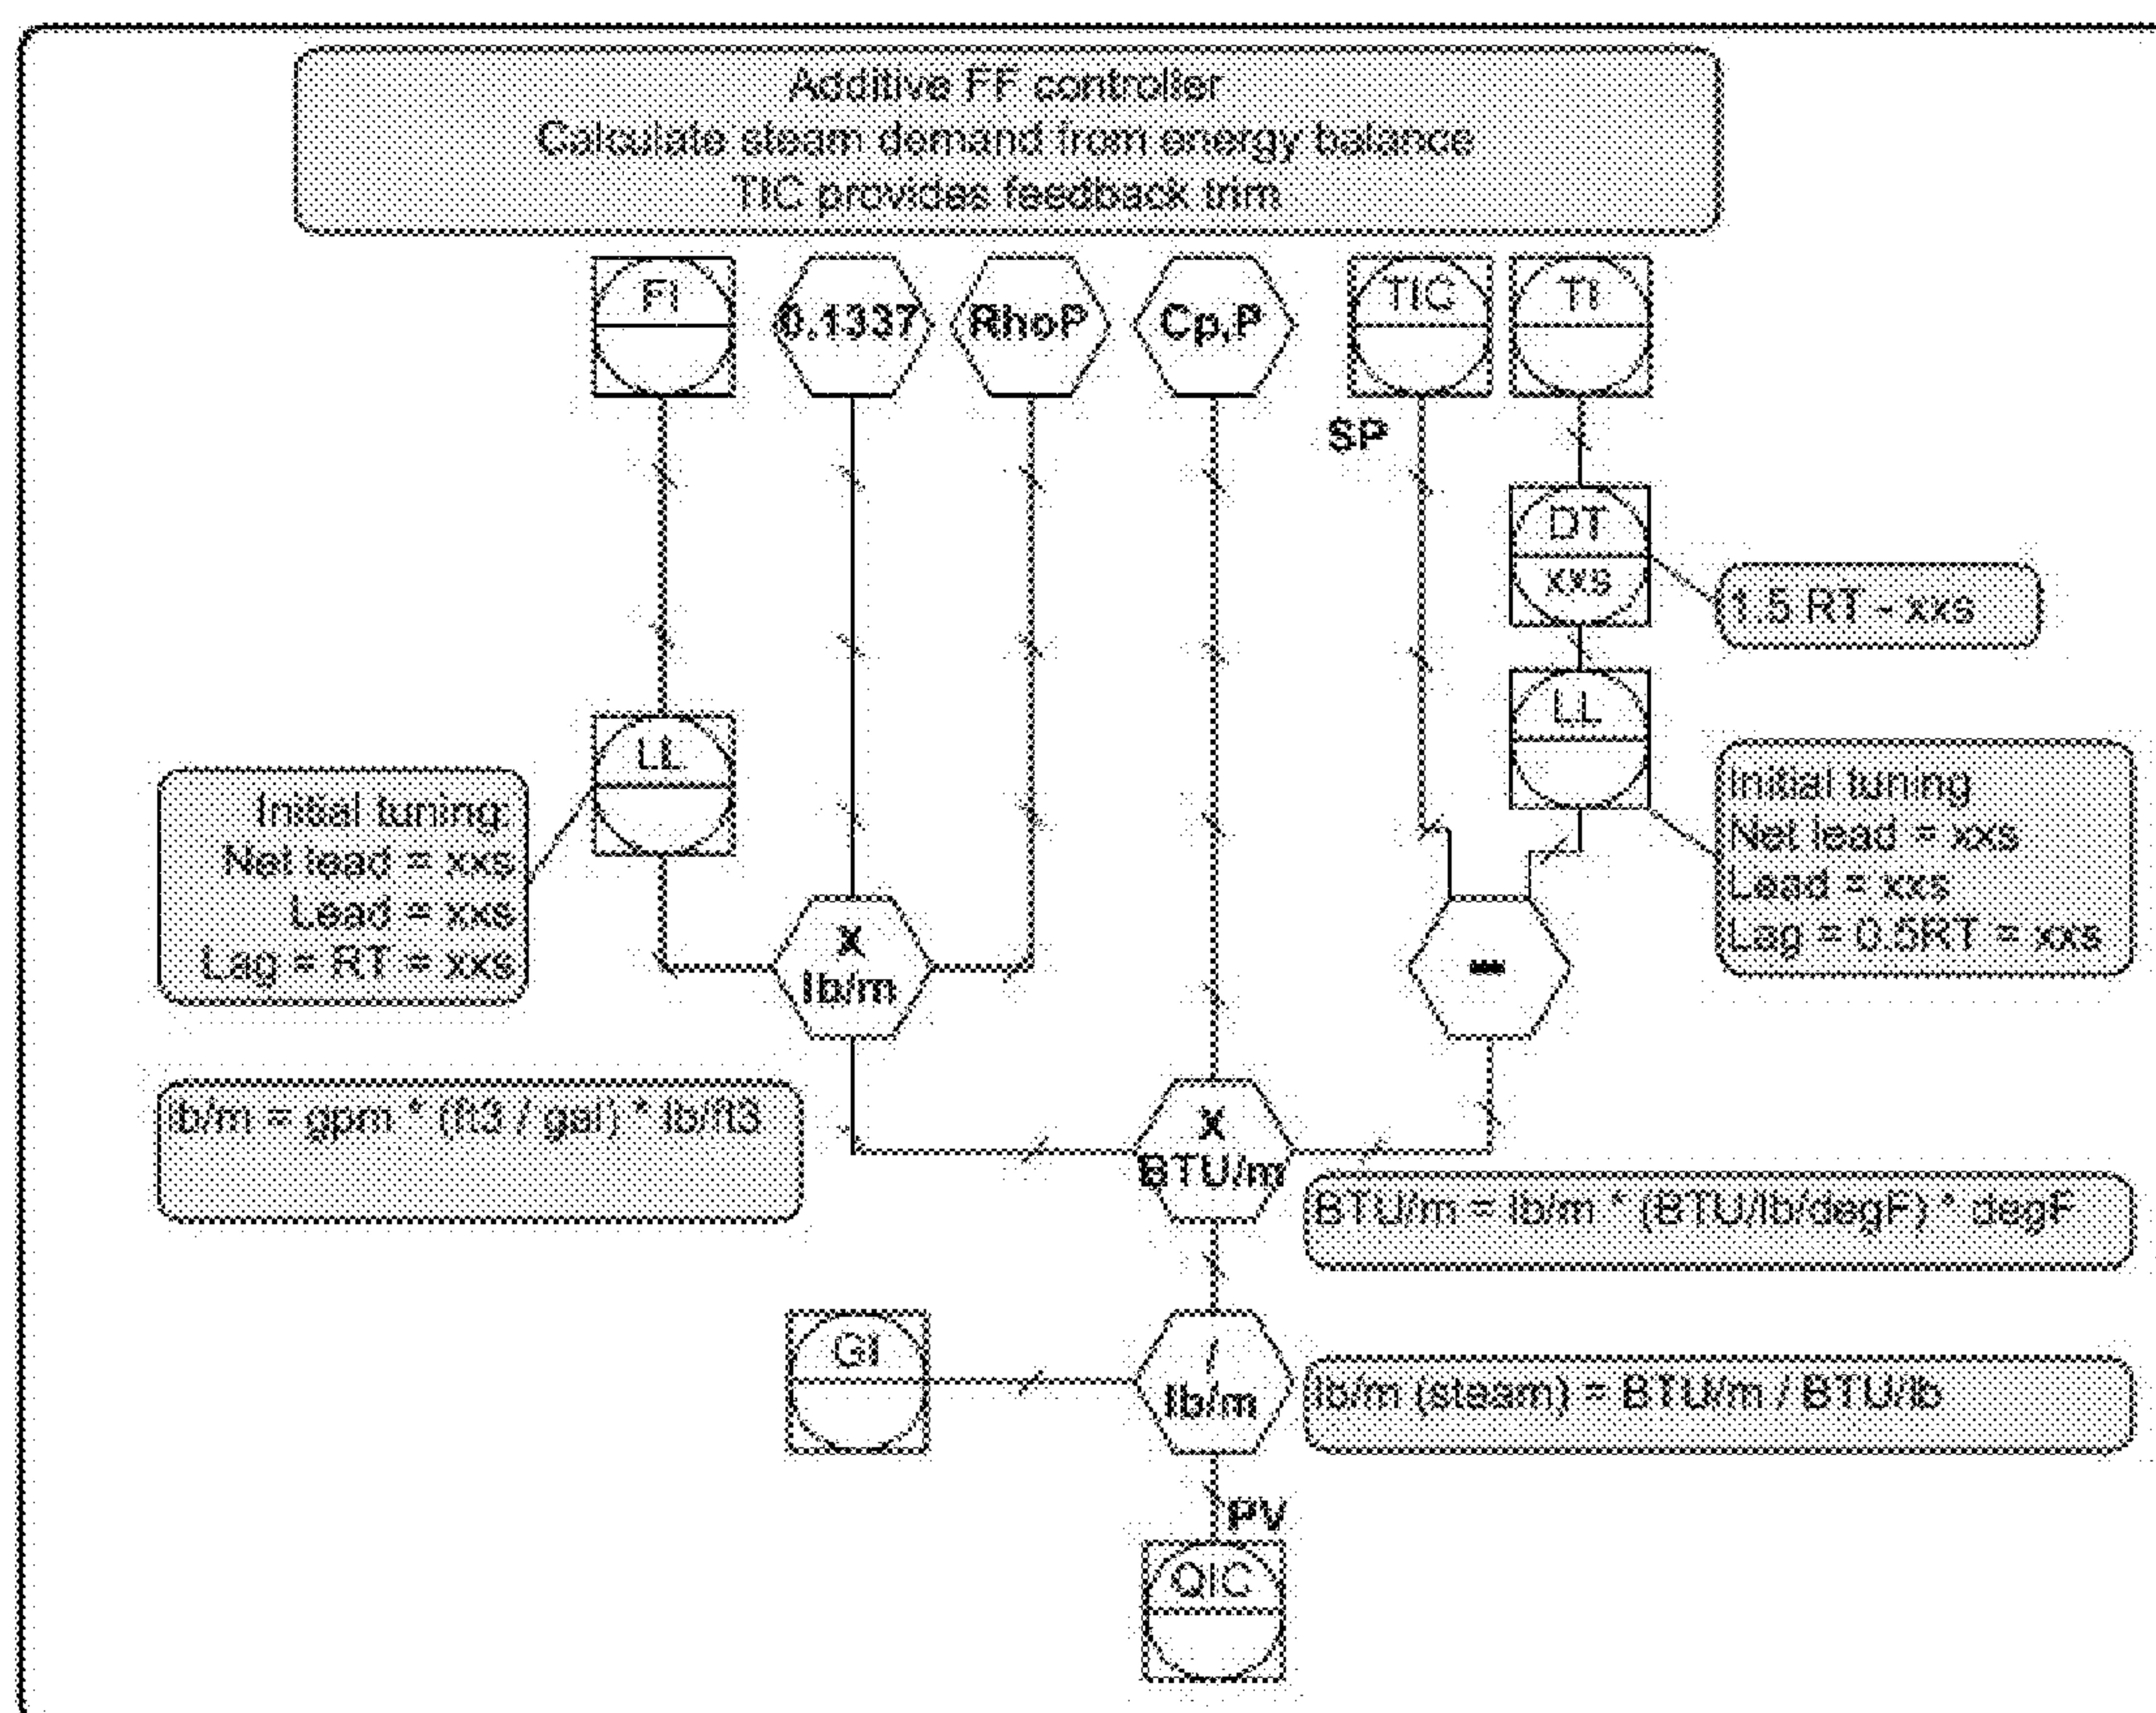 Additive FF controller
Calculate steam demand from energy balance
TIC provides feedback trim
FI
0.1337
RhoP
Cp,P
TIC
TI
SP
DT
xxs
1.5 RT - xxs
LL
LL
Initial tuning:
Net lead = xxs
Lead = xxs
Lag = RT = xxs
Initial tuning
Net lead = xxs
Lead = xxs
Lag = 0.5RT = xxs
X
lb/m
-
lb/m = gpm * (ft3 / gal) * lb/ft3
X
BTU/m
BTU/m = lb/m * (BTU/lb/degF) * degF
GI
/
lb/m
lb/m (steam) = BTU/m / BTU/lb
PV
QIC